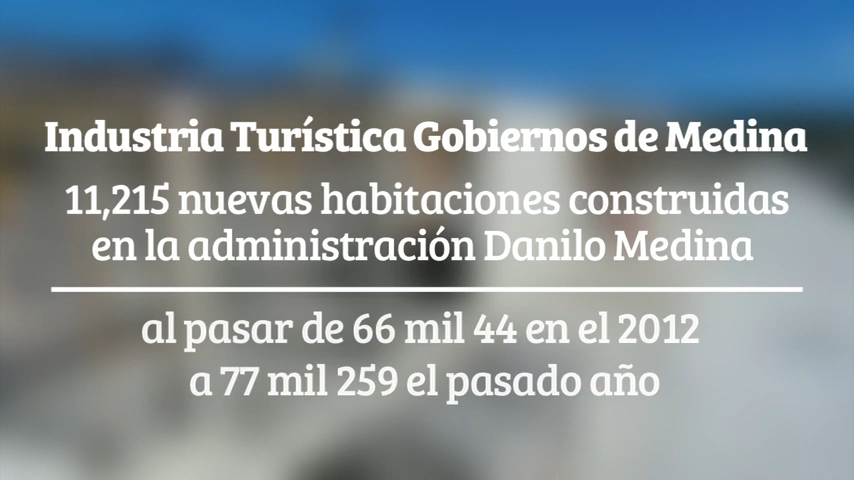 Industria Turística Gobiernos de Medina
11,215 nuevas habitaciones construidas
en la administración Danilo Medina
al pasar de 66 mil 44 en el 2012
a 77 mil 259 el pasado año